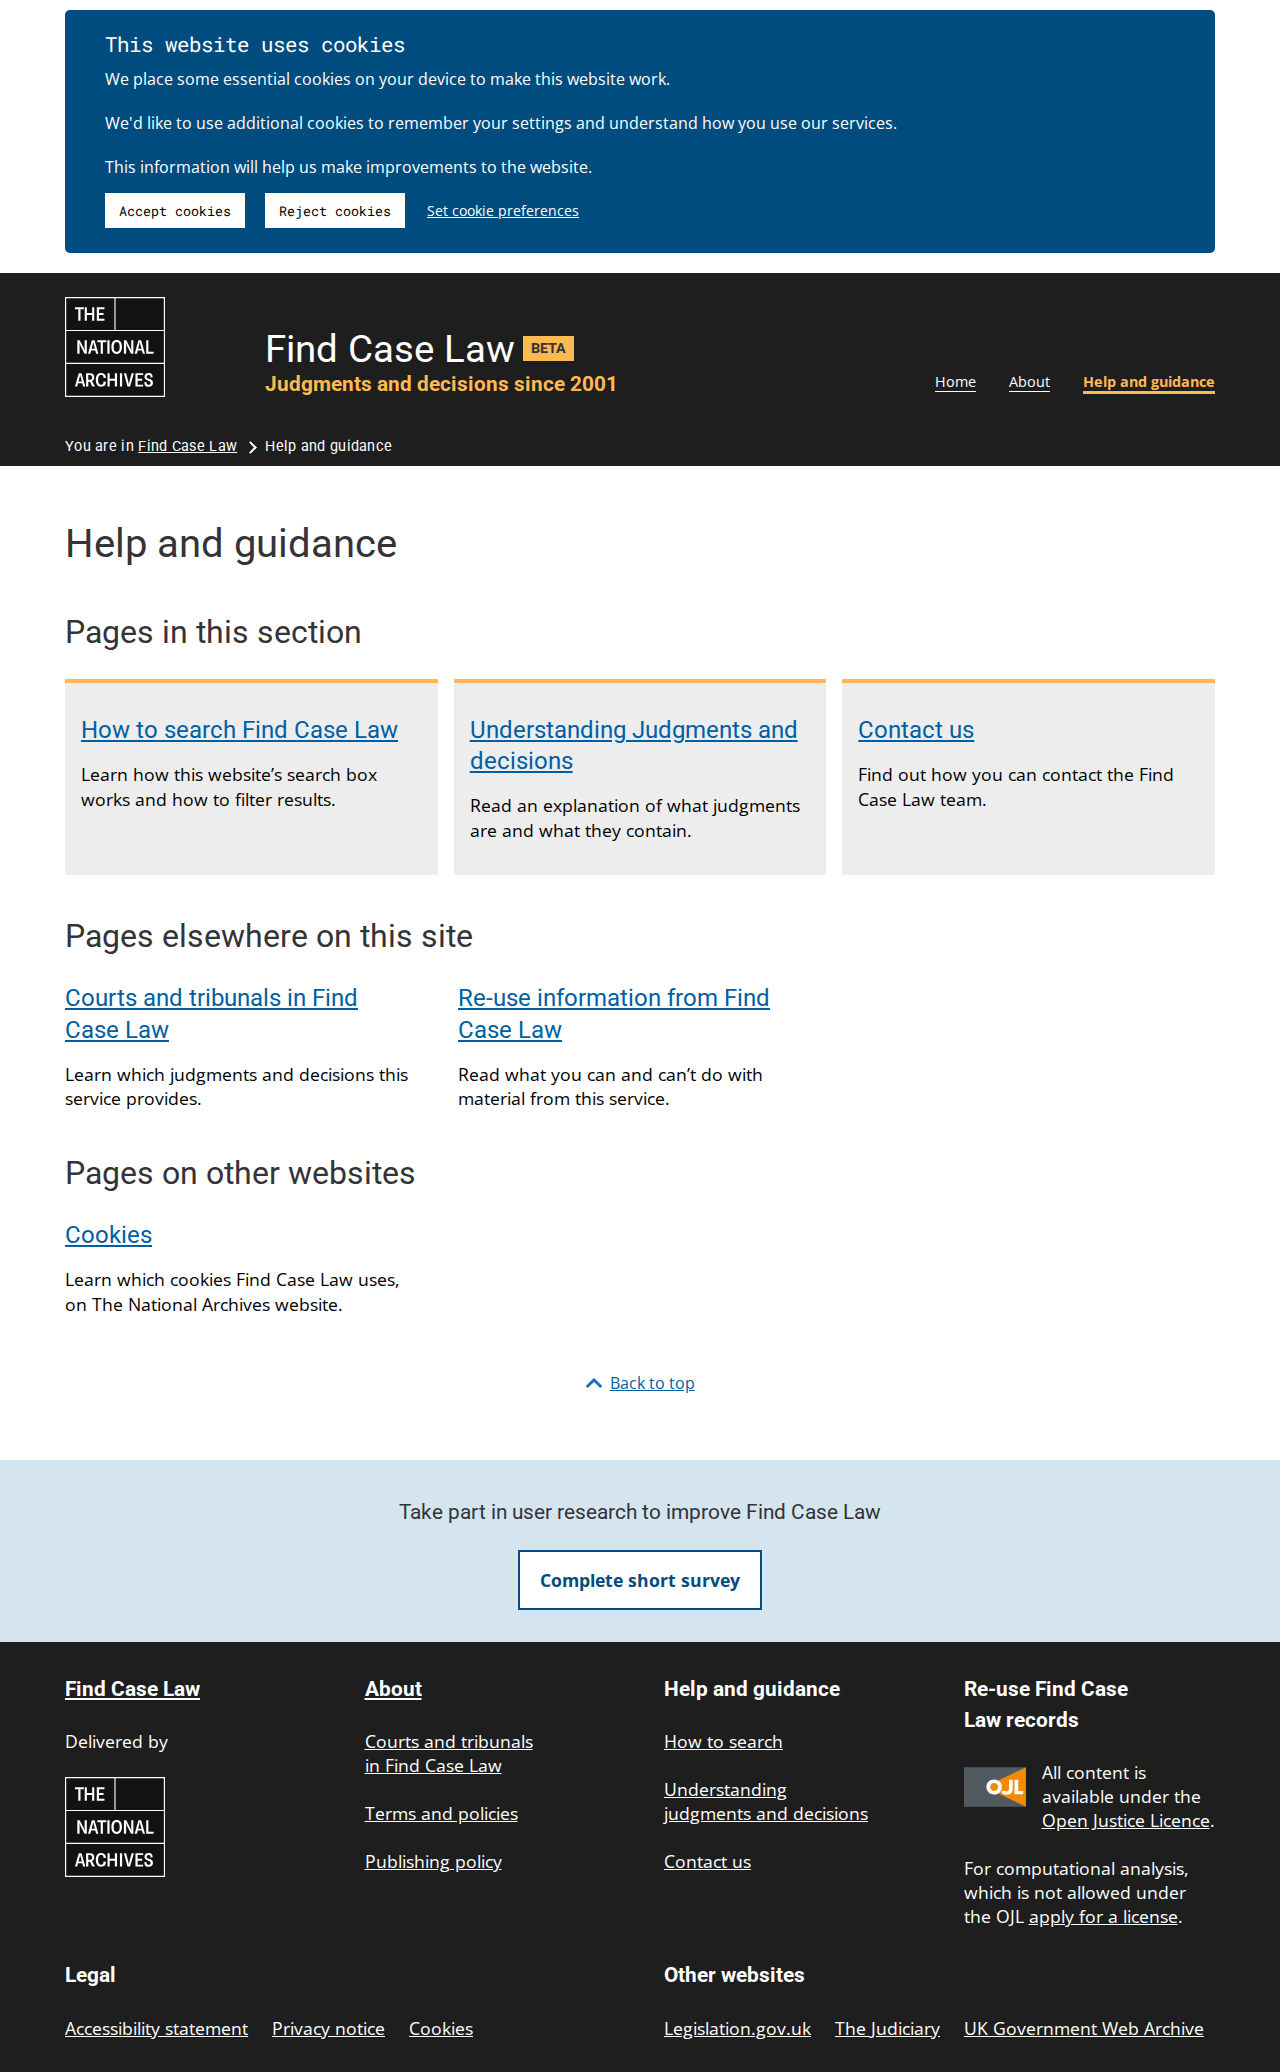 This website uses cookies
We place some essential cookies on your device to make this website work.
We'd like to use additional cookies to remember your settings and understand how you use our services.
This information will help us make improvements to the website.
Accept cookies
Reject cookies
Set cookie preferences
THE
NATIONAL
ARCHIVES
Find Case Law BETA
Judgments and decisions since 2001
Home
About
Help and guidance
You are in Find Case Law
Help and guidance
Help and guidance
Pages in this section
How to search Find Case Law
Learn how this website’s search box
works and how to filter results.
Understanding Judgments and
decisions
Read an explanation of what judgments
are and what they contain.
Contact us
Find out how you can contact the Find
Case Law team.
Pages elsewhere on this site
Courts and tribunals in Find
Case Law
Learn which judgments and decisions this
service provides.
Re-use information from Find
Case Law
Read what you can and can’t do with
material from this service.
Pages on other websites
Cookies
Learn which cookies Find Case Law uses,
on The National Archives website.
Back to top
Take part in user research to improve Find Case Law
Complete short survey
Find Case Law
Delivered by
THE
NATIONAL
ARCHIVES
About
Courts and tribunals
in Find Case Law
Terms and policies
Publishing policy
Help and guidance
How to search
Understanding
judgments and decisions
Contact us
Re-use Find Case
Law records
OJL
All content is
available under the
Open Justice Licence.
For computational analysis,
which is not allowed under
the OJL apply for a license.
Legal
Accessibility statement
Privacy notice
Cookies
Other websites
Legislation.gov.uk
The Judiciary
UK Government Web Archive